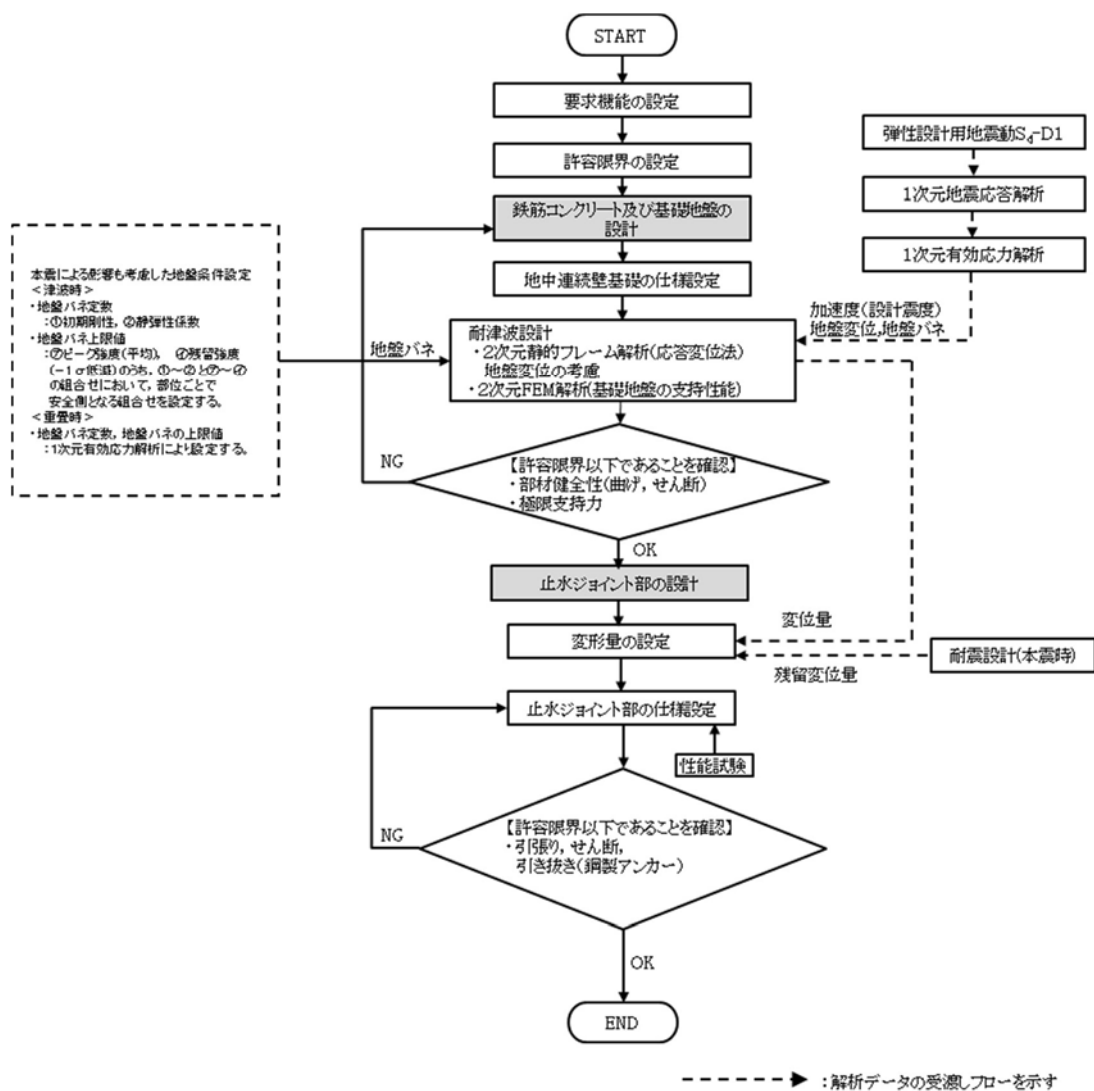 START
要求機能の設定
許容限界の設定
鉄筋コンクリート及び基礎地盤の
設計
地中連続壁基礎の仕様設定
弾性設計用地震動Sd-D1
1次元地震応答解析
1次元有効応力解析
加速度(設計震度)
地盤変位,地盤バネ
本震による影響も考慮した地盤条件設定
<津波時>
・地盤バネ定数
:①初期剛性, ②静弾性係数
・地盤バネ上限値
:㋐ピーク強度(平均), ㋑残留強度
(-1σ低減)のうち, ①~②と㋐~㋑
の組合せにおいて, 部位ごとで
安全側となる組合せを設定する。
<重畳時>
・地盤バネ定数, 地盤バネの上限値
:1次元有効応力解析により設定する。
地盤バネ
耐津波設計
・2次元静的フレーム解析(応答変位法)
地盤変位の考慮
・2次元FEM解析(基礎地盤の支持性能)
NG
【許容限界以下であることを確認】
・部材健全性(曲げ, せん断)
・極限支持力
OK
止水ジョイント部の設計
変位量
変形量の設定
耐震設計(本震時)
残留変位量
止水ジョイント部の仕様設定
性能試験
NG
【許容限界以下であることを確認】
・引張り, せん断,
引き抜き(鋼製アンカー)
OK
END
:解析データの受渡しフローを示す